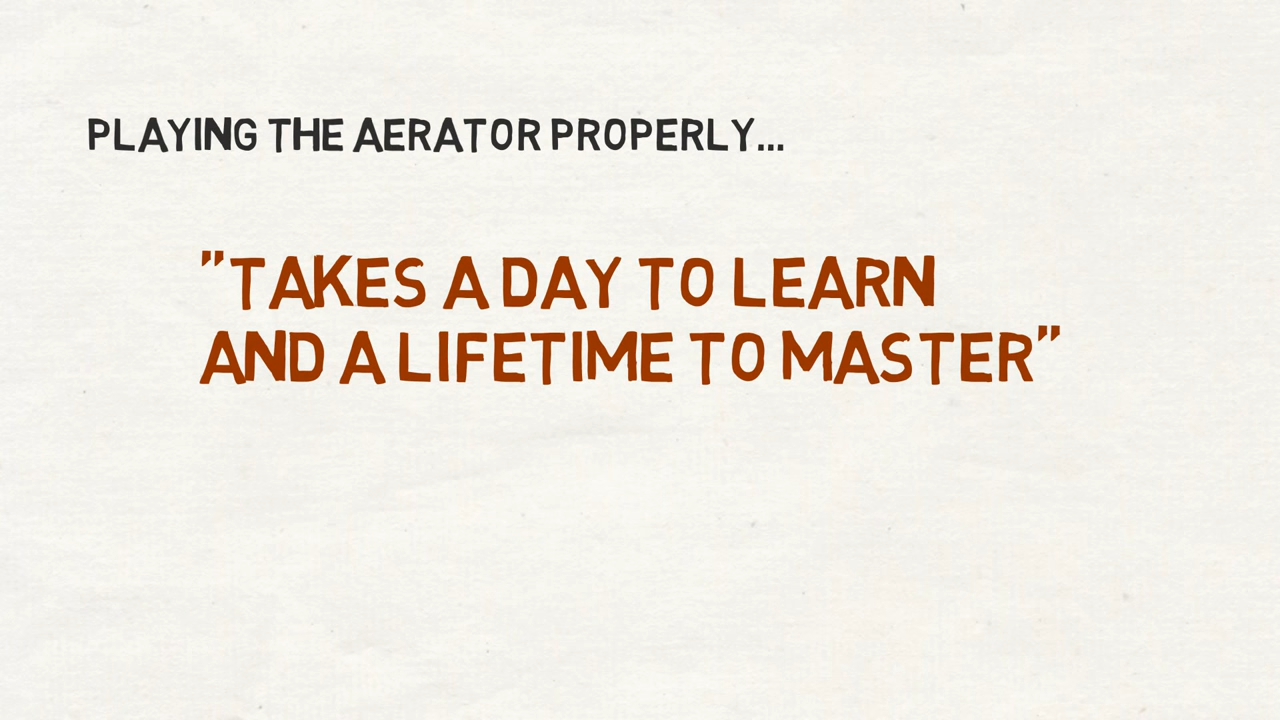 PLAYING THE AERATOR PROPERLY...
"TAKES A DAY TO LEARN
AND A LIFETIME TO MASTER"